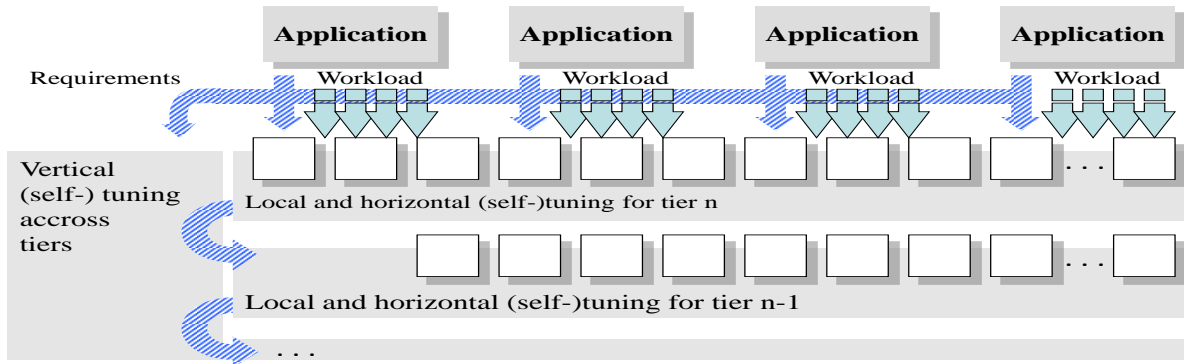 Application Application Application Application
Requirements Workload Workload Workload Workload
Vertical
(self-) tuning
accross
tiers
. . .
Local and horizontal (self-)tuning for tier n
. . .
Local and horizontal (self-)tuning for tier n-1
. . .